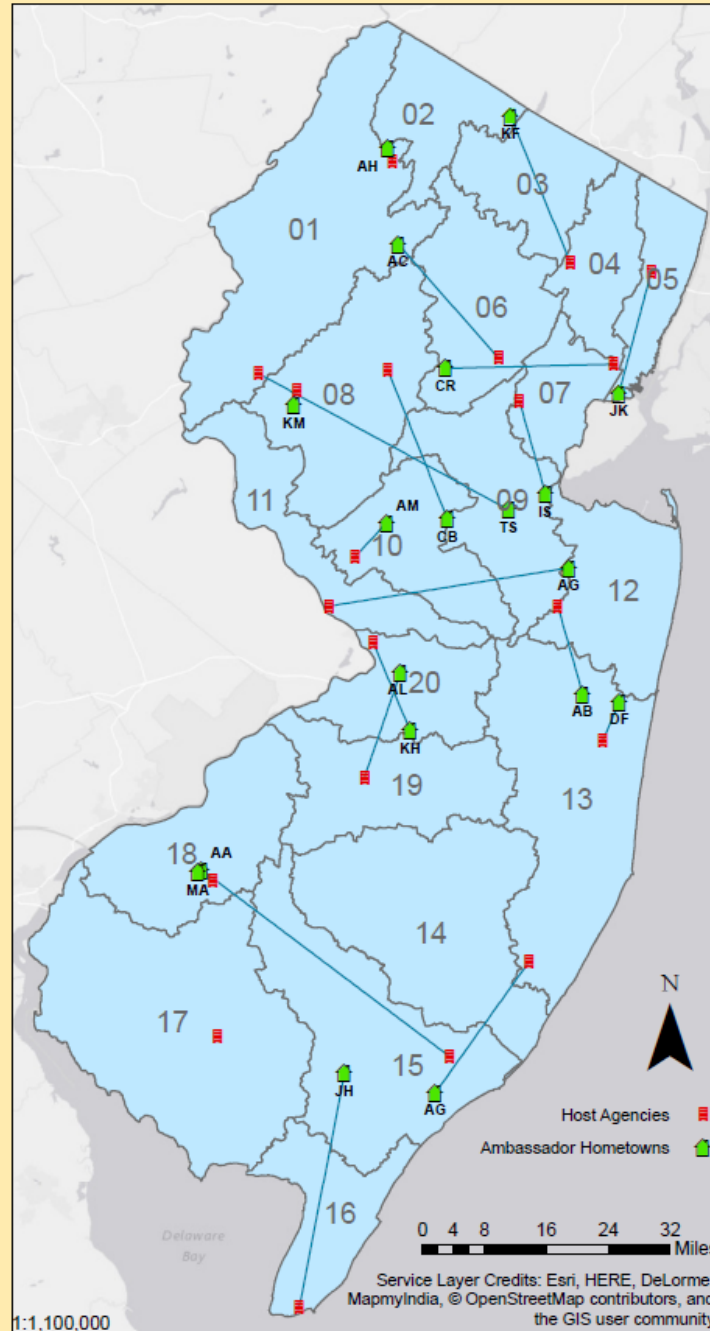 02
KF
AH
03
01
AC
04
05
06
CR
08
07
JK
KM
11
AM
09
IS
10
CB
TS
AG
12
AL
20
AB
DF
KH
19
13
18
AA
MA
14
17
N
15
JH
AG
Host Agencies
Ambassador Hometowns
16
Delaware
Bay
0 4 8 16 24 32
Miles
Service Layer Credits: Esri, HERE, DeLorme
MapmyIndia, © OpenStreetMap contributors, and
the GIS user community
1:1,100,000